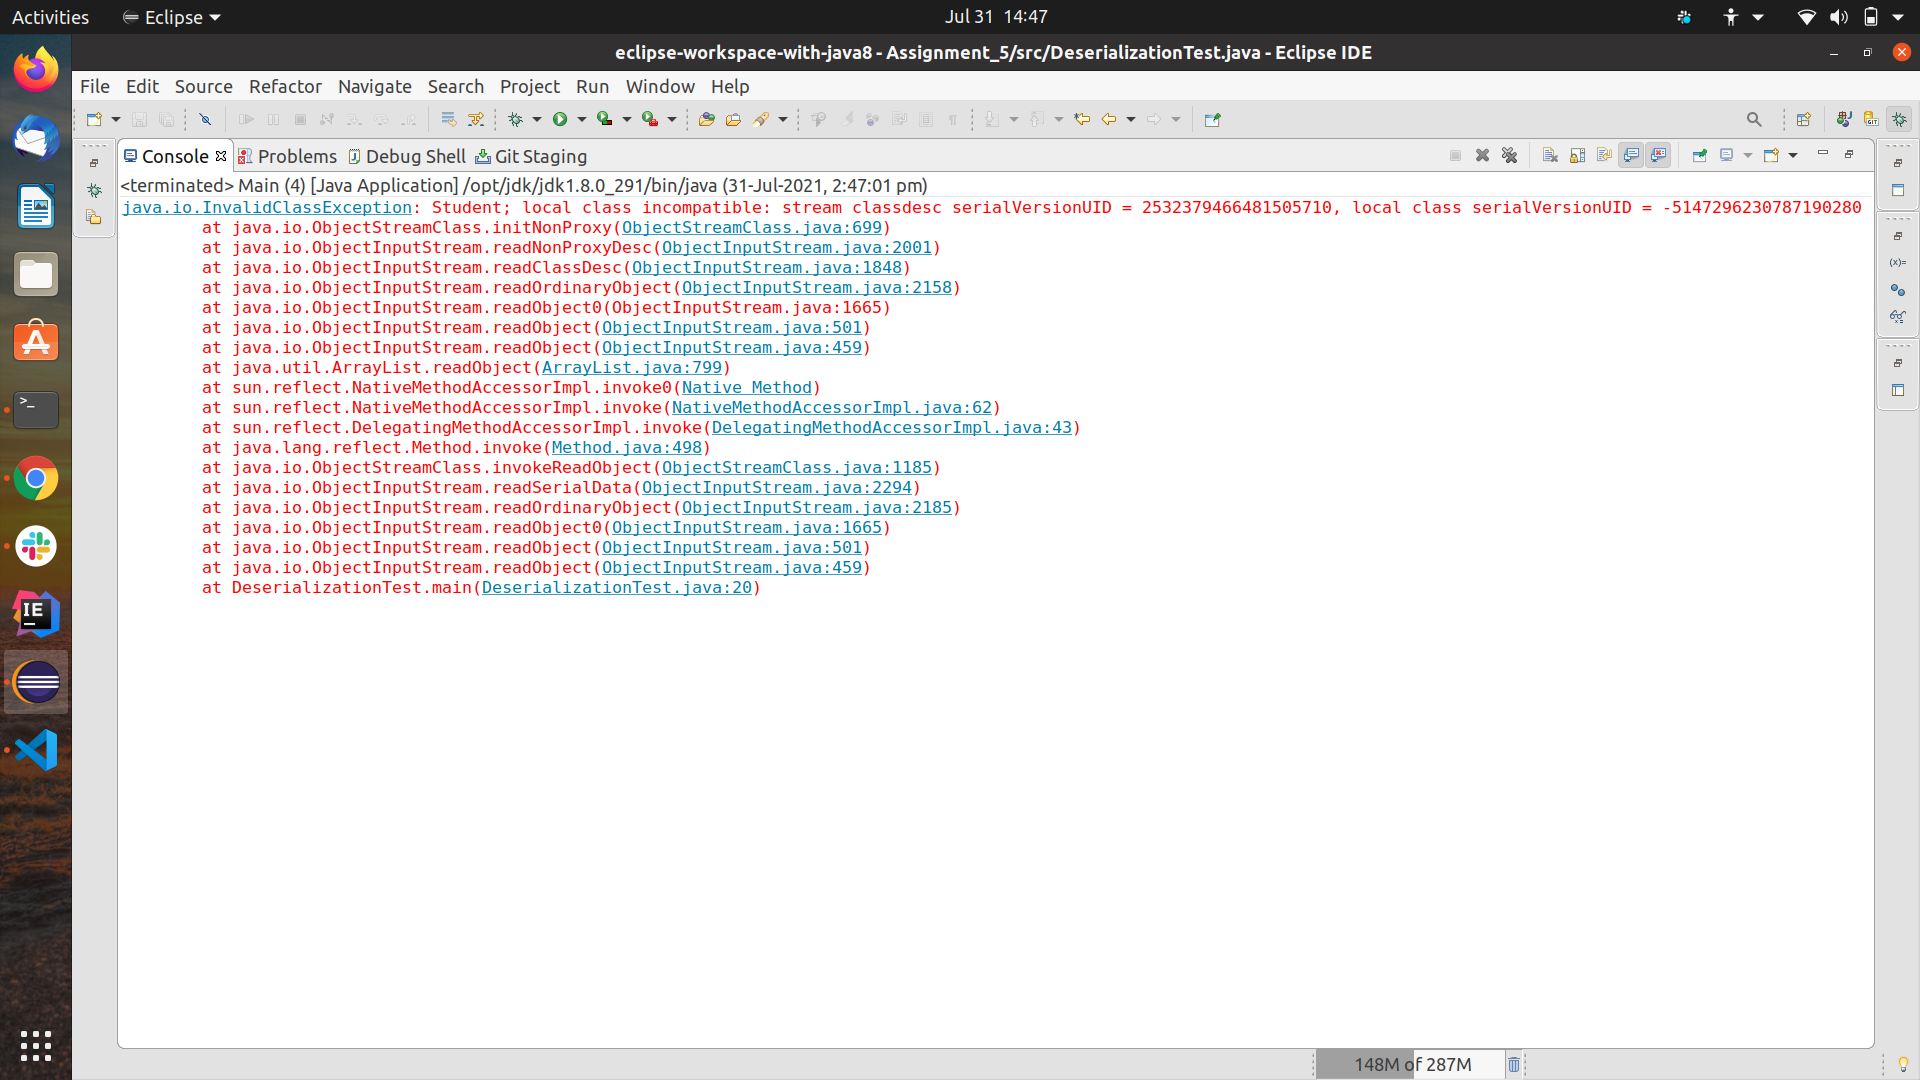 Activities Eclipse Jul 31 14:47
eclipse-workspace-with-java8 - Assignment_5/src/DeserializationTest.java - Eclipse IDE
File Edit Source Refactor Navigate Search Project Run Window Help
Console Problems Debug Shell Git Staging
<terminated> Main (4) [Java Application] /opt/jdk/jdk1.8.0_291/bin/java (31-Jul-2021, 2:47:01 pm)
java.io.InvalidClassException: Student; local class incompatible: stream classdesc serialVersionUID = 2532379466481505710, local class serialVersionUID = -5147296230787190280
at java.io.ObjectStreamClass.initNonProxy(ObjectStreamClass.java:699)
at java.io.ObjectInputStream.readNonProxyDesc(ObjectInputStream.java:2001)
at java.io.ObjectInputStream.readClassDesc(ObjectInputStream.java:1848)
at java.io.ObjectInputStream.readOrdinaryObject(ObjectInputStream.java:2158)
at java.io.ObjectInputStream.readObject0(ObjectInputStream.java:1665)
at java.io.ObjectInputStream.readObject(ObjectInputStream.java:501)
at java.io.ObjectInputStream.readObject(ObjectInputStream.java:459)
at java.util.ArrayList.readObject(ArrayList.java:799)
at sun.reflect.NativeMethodAccessorImpl.invoke0(Native Method)
at sun.reflect.NativeMethodAccessorImpl.invoke(NativeMethodAccessorImpl.java:62)
at sun.reflect.DelegatingMethodAccessorImpl.invoke(DelegatingMethodAccessorImpl.java:43)
at java.lang.reflect.Method.invoke(Method.java:498)
at java.io.ObjectStreamClass.invokeReadObject(ObjectStreamClass.java:1185)
at java.io.ObjectInputStream.readSerialData(ObjectInputStream.java:2294)
at java.io.ObjectInputStream.readOrdinaryObject(ObjectInputStream.java:2185)
at java.io.ObjectInputStream.readObject0(ObjectInputStream.java:1665)
at java.io.ObjectInputStream.readObject(ObjectInputStream.java:501)
at java.io.ObjectInputStream.readObject(ObjectInputStream.java:459)
at DeserializationTest.main(DeserializationTest.java:20)
148M of 287M